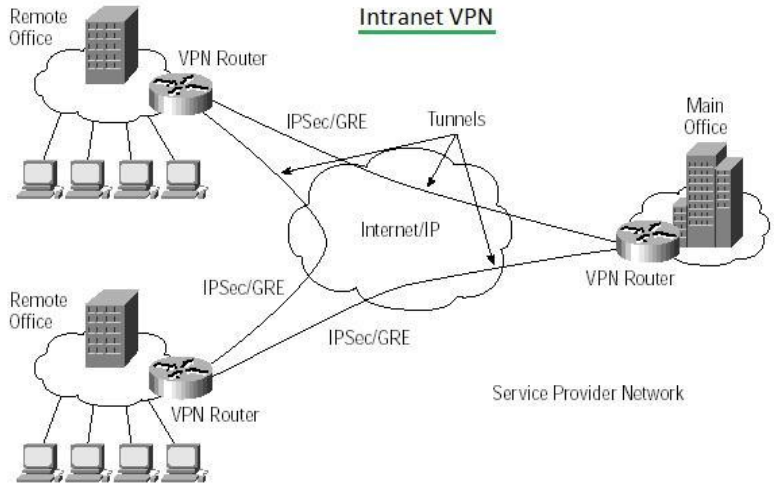 Intranet VPN
Remote
Office
VPN Router
IPSec/GRE
Tunnels
Main
Office
Internet/IP
VPN Router
IPSec/GRE
Remote
Office
IPSec/GRE
VPN Router
Service Provider Network